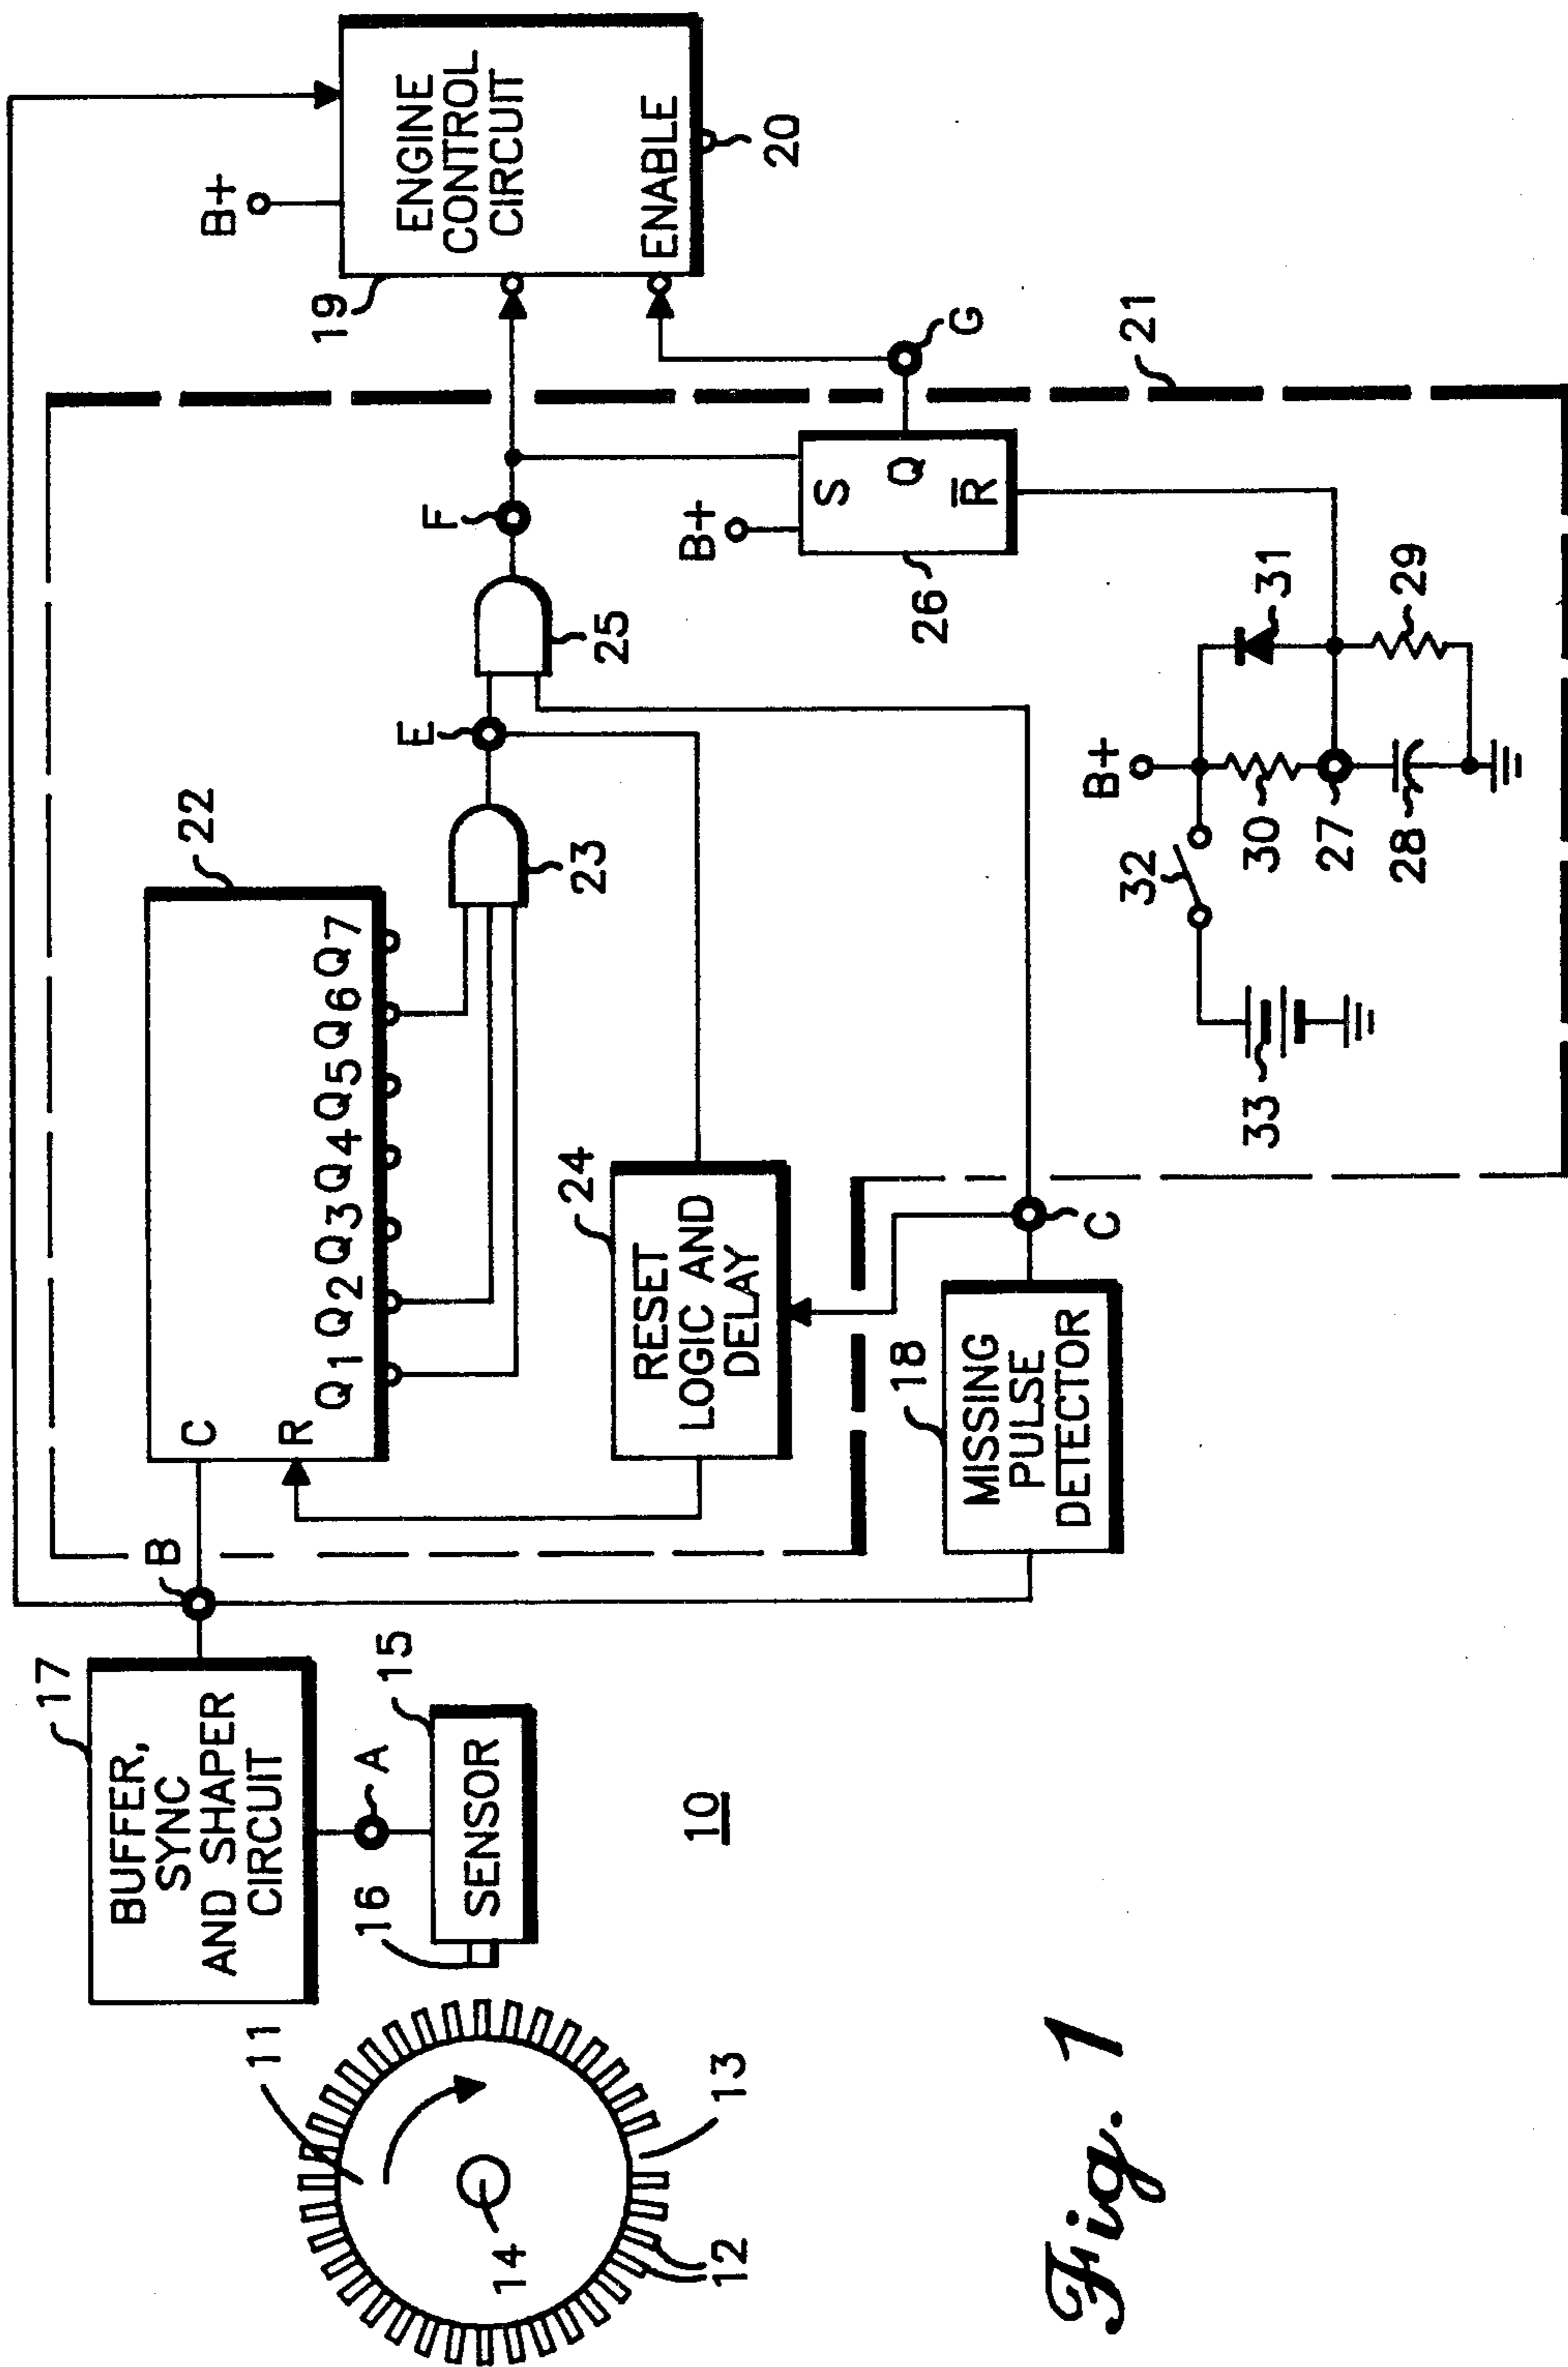 17
BUFFER,
SYNC
AND SHAPER
CIRCUIT
B
11
A
16
15
SENSOR
14
13
12
10
C
R
Q1 Q2 Q3 Q4 Q5 Q6 Q7
22
23
E
24
RESET
LOGIC AND
DELAY
18
MISSING
PULSE
DETECTOR
C
25
F
B+
S
Q
R̅
26
G
21
19
B+
ENGINE
CONTROL
CIRCUIT
ENABLE
20
33
32
B+
30
27
28
31
29
Fig. 1